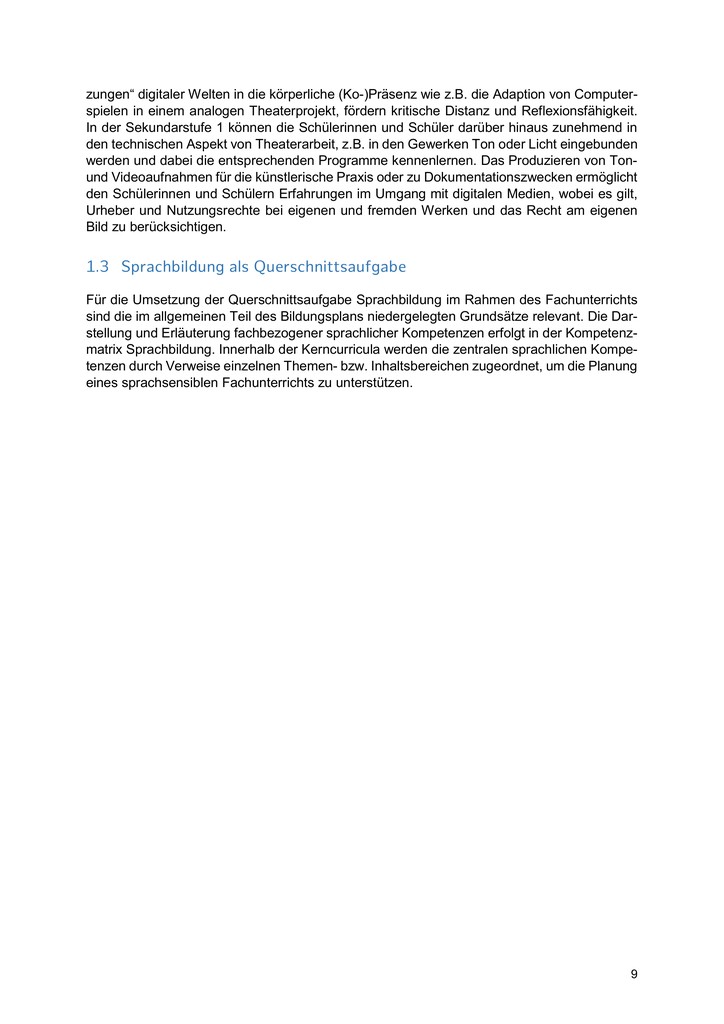 zungen“ digitaler Welten in die körperliche (Ko-)Präsenz wie z.B. die Adaption von Computer-
spielen in einem analogen Theaterprojekt, fördern kritische Distanz und Reflexionsfähigkeit.
In der Sekundarstufe 1 können die Schülerinnen und Schüler darüber hinaus zunehmend in
den technischen Aspekt von Theaterarbeit, z.B. in den Gewerken Ton oder Licht eingebunden
werden und dabei die entsprechenden Programme kennenlernen. Das Produzieren von Ton-
und Videoaufnahmen für die künstlerische Praxis oder zu Dokumentationszwecken ermöglicht
den Schülerinnen und Schülern Erfahrungen im Umgang mit digitalen Medien, wobei es gilt,
Urheber und Nutzungsrechte bei eigenen und fremden Werken und das Recht am eigenen
Bild zu berücksichtigen.
1.3 Sprachbildung als Querschnittsaufgabe
Für die Umsetzung der Querschnittsaufgabe Sprachbildung im Rahmen des Fachunterrichts
sind die im allgemeinen Teil des Bildungsplans niedergelegten Grundsätze relevant. Die Dar-
stellung und Erläuterung fachbezogener sprachlicher Kompetenzen erfolgt in der Kompetenz-
matrix Sprachbildung. Innerhalb der Kerncurricula werden die zentralen sprachlichen Kompe-
tenzen durch Verweise einzelnen Themen- bzw. Inhaltsbereichen zugeordnet, um die Planung
eines sprachsensiblen Fachunterrichts zu unterstützen.
9